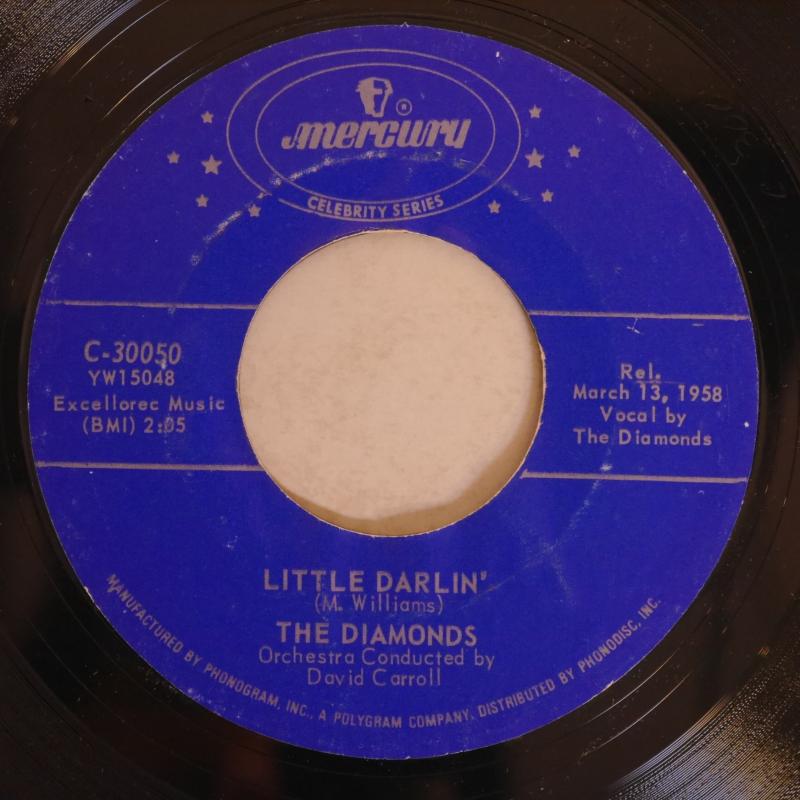 ®
mercury
CELEBRITY SERIES
C-30050
YW15048
Excellorec Music
(BMI) 2:05
Rel.
March 13, 1958
Vocal by
The Diamonds
LITTLE DARLIN'
(M. Williams)
THE DIAMONDS
Orchestra Conducted by
David Carroll
MANUFACTURED BY PHONOGRAM, INC., A POLYGRAM COMPANY. DISTRIBUTED BY PHONODISC, INC.